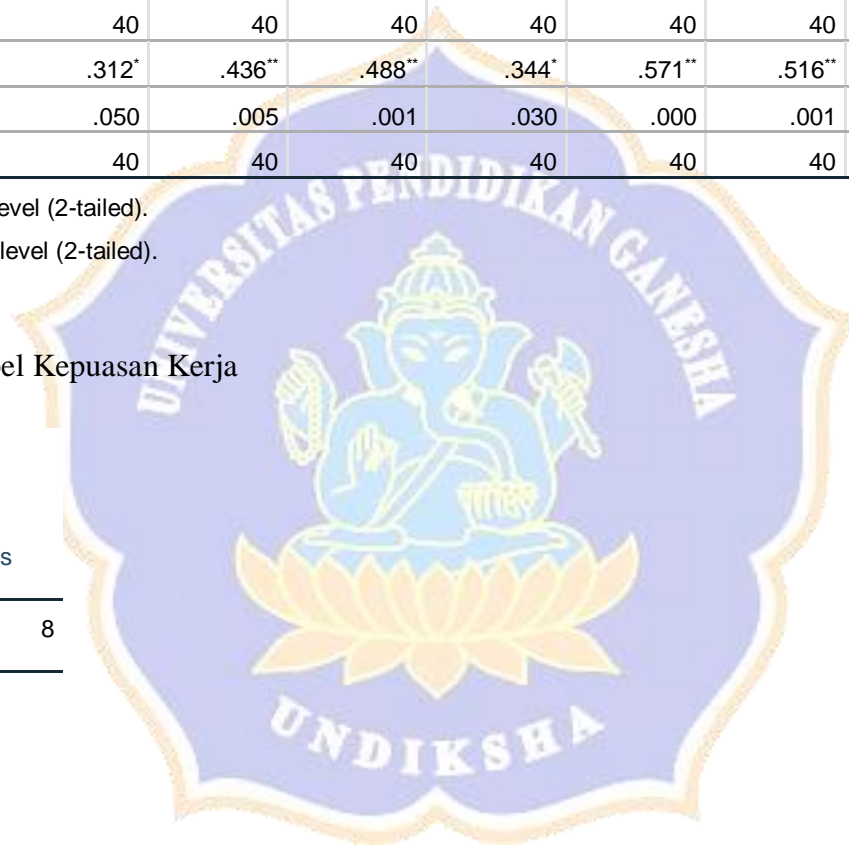 40 40 40 40 40 40
.312* .436** .488** .344* .571** .516**
.050 .005 .001 .030 .000 .001
40 40 40 40 40 40
evel (2-tailed).
level (2-tailed).
UNIVERSITAS PENDIDIKAN GANESHA
el Kepuasan Kerja
s
8
UNDIKSHA